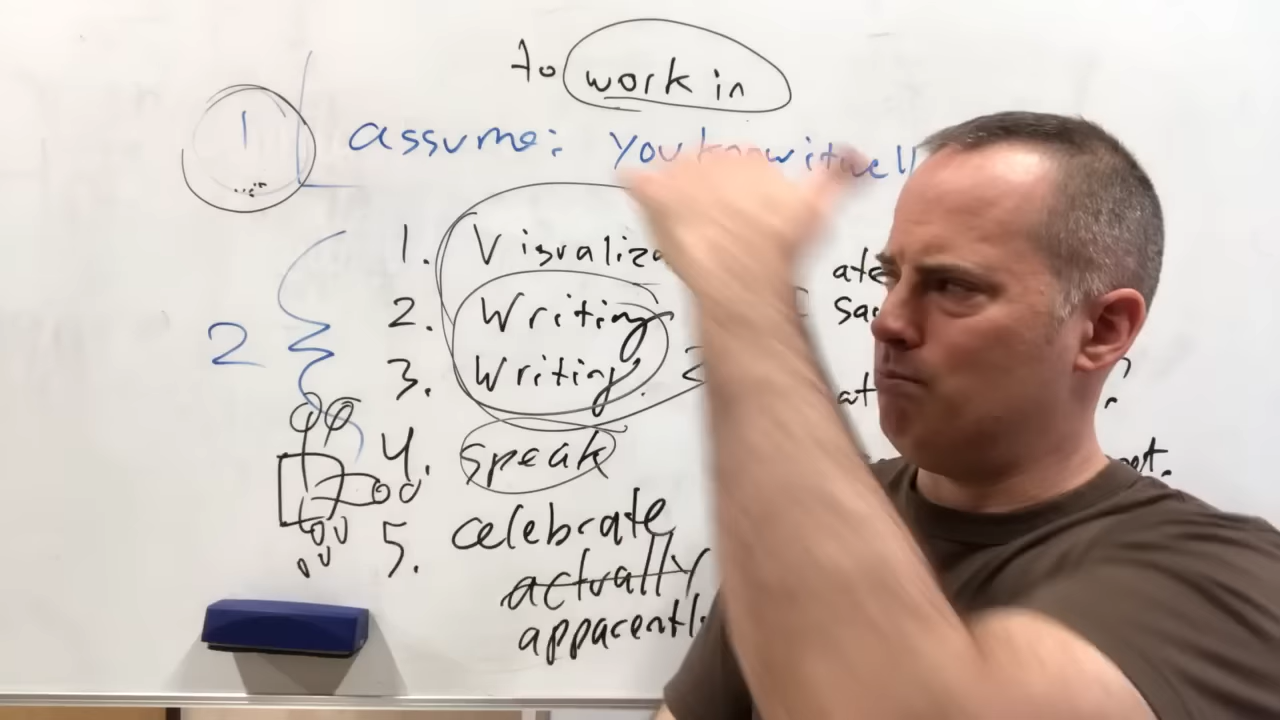 to work in
1 assume: you know it well
1. Visualiza
2. Writing
3. Writing
2
4. speak
5. celebrate
actually
apparently